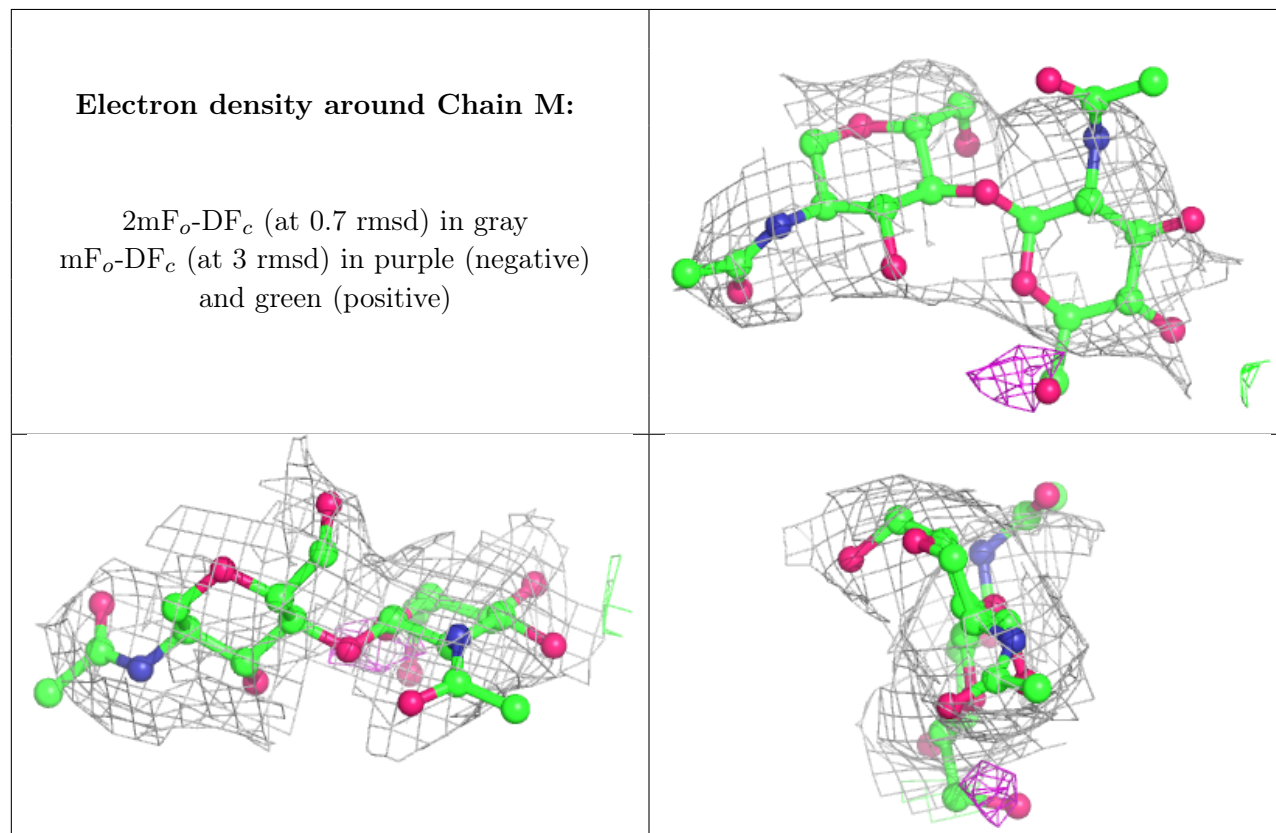 Electron density around Chain M:
2mFₒ-DF𝒸 (at 0.7 rmsd) in gray
mFₒ-DF𝒸 (at 3 rmsd) in purple (negative)
and green (positive)